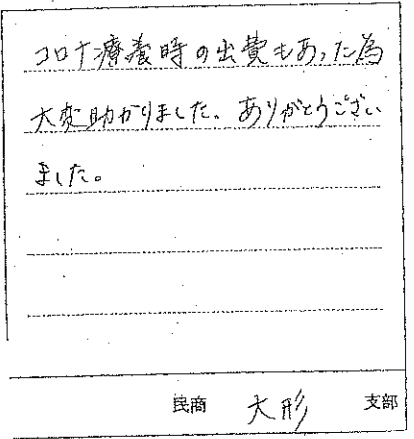 コロナ療養時の出費もあった為
大変助かりました。ありがとうござい
ました。
民商 大形 支部